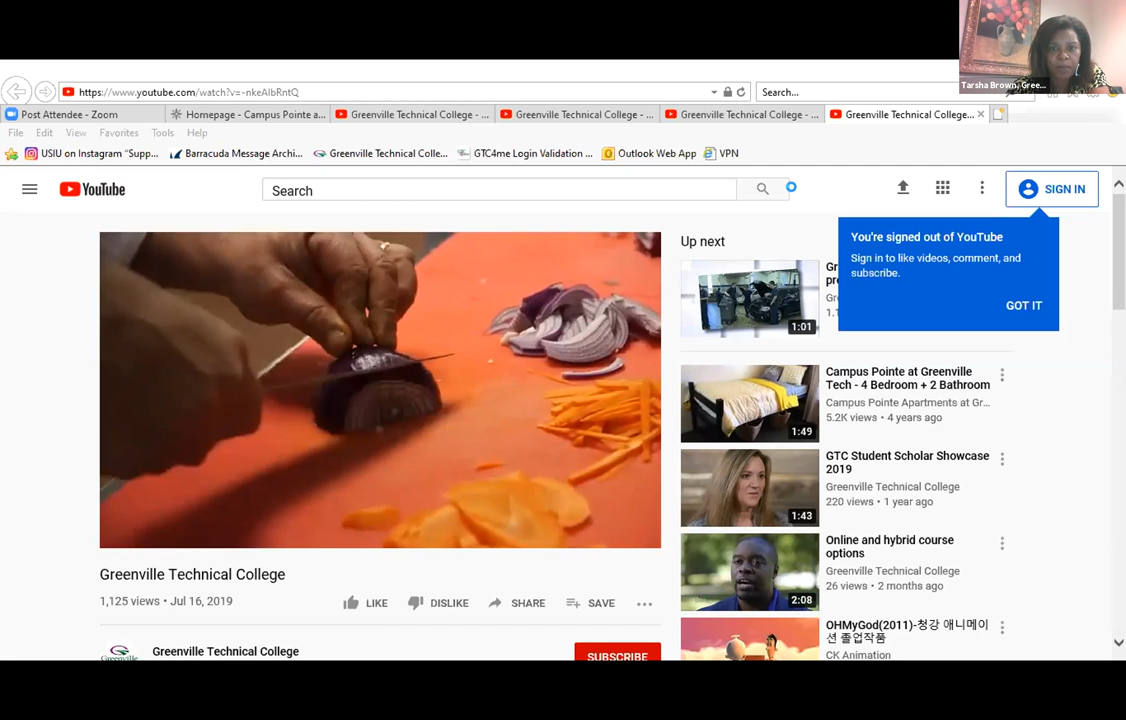 Tarsha Brown, Gree...
https://www.youtube.com/watch?v=-nkeAIbRntQ
Search...
Post Attendee - Zoom
Homepage - Campus Pointe a...
Greenville Technical College - ...
Greenville Technical College - ...
Greenville Technical College - ...
Greenville Technical College...
File Edit View Favorites Tools Help
USIU on Instagram “Supp...
Barracuda Message Archi...
Greenville Technical Colle...
GTC4me Login Validation ...
Outlook Web App
VPN
YouTube
Search
SIGN IN
You're signed out of YouTube
Sign in to like videos, comment, and
subscribe.
GOT IT
Up next
1:01
Campus Pointe at Greenville
Tech - 4 Bedroom + 2 Bathroom
Campus Pointe Apartments at Gr...
5.2K views • 4 years ago
1:49
GTC Student Scholar Showcase
2019
Greenville Technical College
220 views • 1 year ago
1:43
Online and hybrid course
options
Greenville Technical College
26 views • 2 months ago
2:08
OHMyGod(2011)-청강 애니메이
션 졸업작품
CK Animation
Greenville Technical College
1,125 views • Jul 16, 2019
LIKE
DISLIKE
SHARE
SAVE
Greenville
Greenville Technical College
SUBSCRIBE